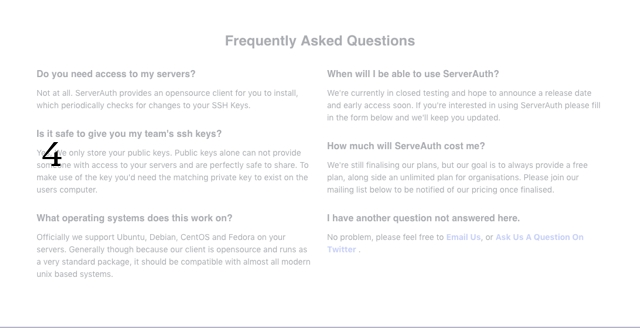 Frequently Asked Questions
Do you need access to my servers?
Not at all. ServerAuth provides an opensource client for you to install,
which periodically checks for changes to your SSH Keys.
Is it safe to give you my team's ssh keys?
We only store your public keys. Public keys alone can not provide
with access to your servers and are perfectly safe to share. To
make use of the key you'd need the matching private key to exist on the
users computer.
4
What operating systems does this work on?
Officially we support Ubuntu, Debian, CentOS and Fedora on your
servers. Generally though because our client is opensource and runs as
a very standard package, it should be compatible with almost all modern
unix based systems.
When will I be able to use ServerAuth?
We're currently in closed testing and hope to announce a release date
and early access soon. If you're interested in using ServerAuth please fill
in the form below and we'll keep you updated.
How much will ServeAuth cost me?
We're still finalising our plans, but our goal is to always provide a free
plan, along side an unlimited plan for organisations. Please join our
mailing list below to be notified of our pricing once finalised.
I have another question not answered here.
No problem, please feel free to Email Us, or Ask Us A Question On
Twitter .